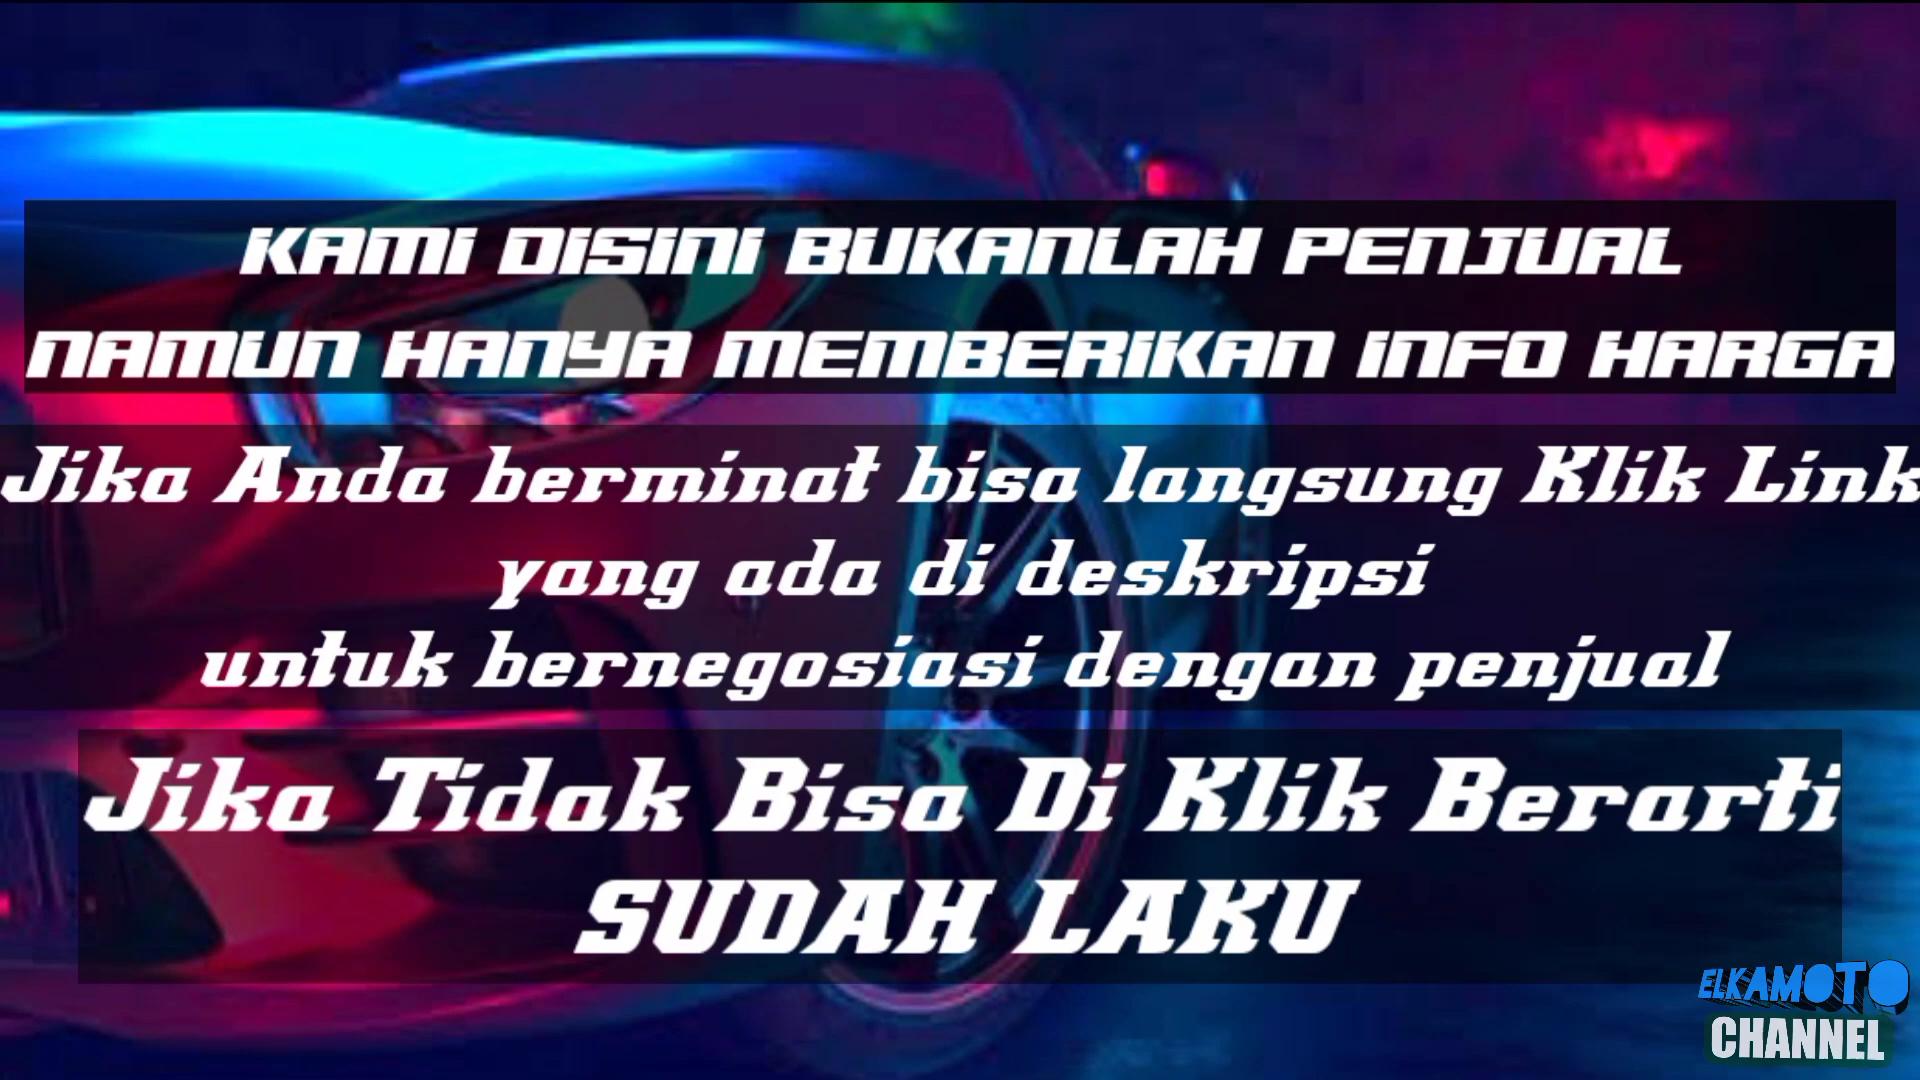 KAMI DISINI BUKANLAH PENJUAL
NAMUN HANYA MEMBERIKAN INFO HARGA
Jika Anda berminat bisa langsung Klik Link
yang ada di deskripsi
untuk bernegosiasi dengan penjual
Jika Tidak Bisa Di Klik Berarti
SUDAH LAKU
ELKAMOTO
CHANNEL